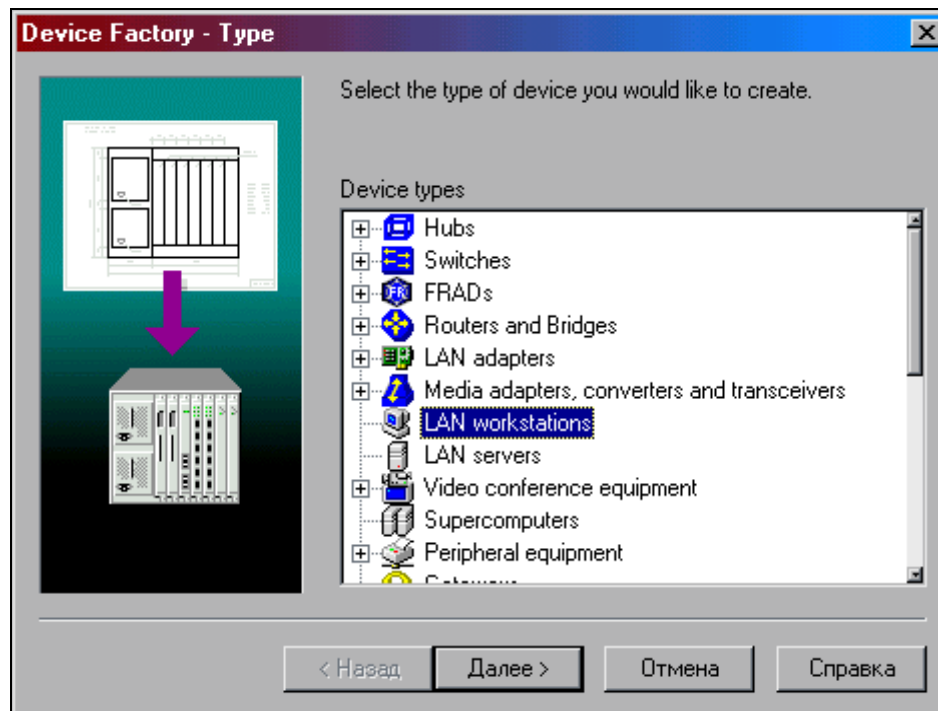 Device Factory - Type
Select the type of device you would like to create.
Device types
Hubs
Switches
FRADs
Routers and Bridges
LAN adapters
Media adapters, converters and transceivers
LAN workstations
LAN servers
Video conference equipment
Supercomputers
Peripheral equipment
< Назад
Далее >
Отмена
Справка